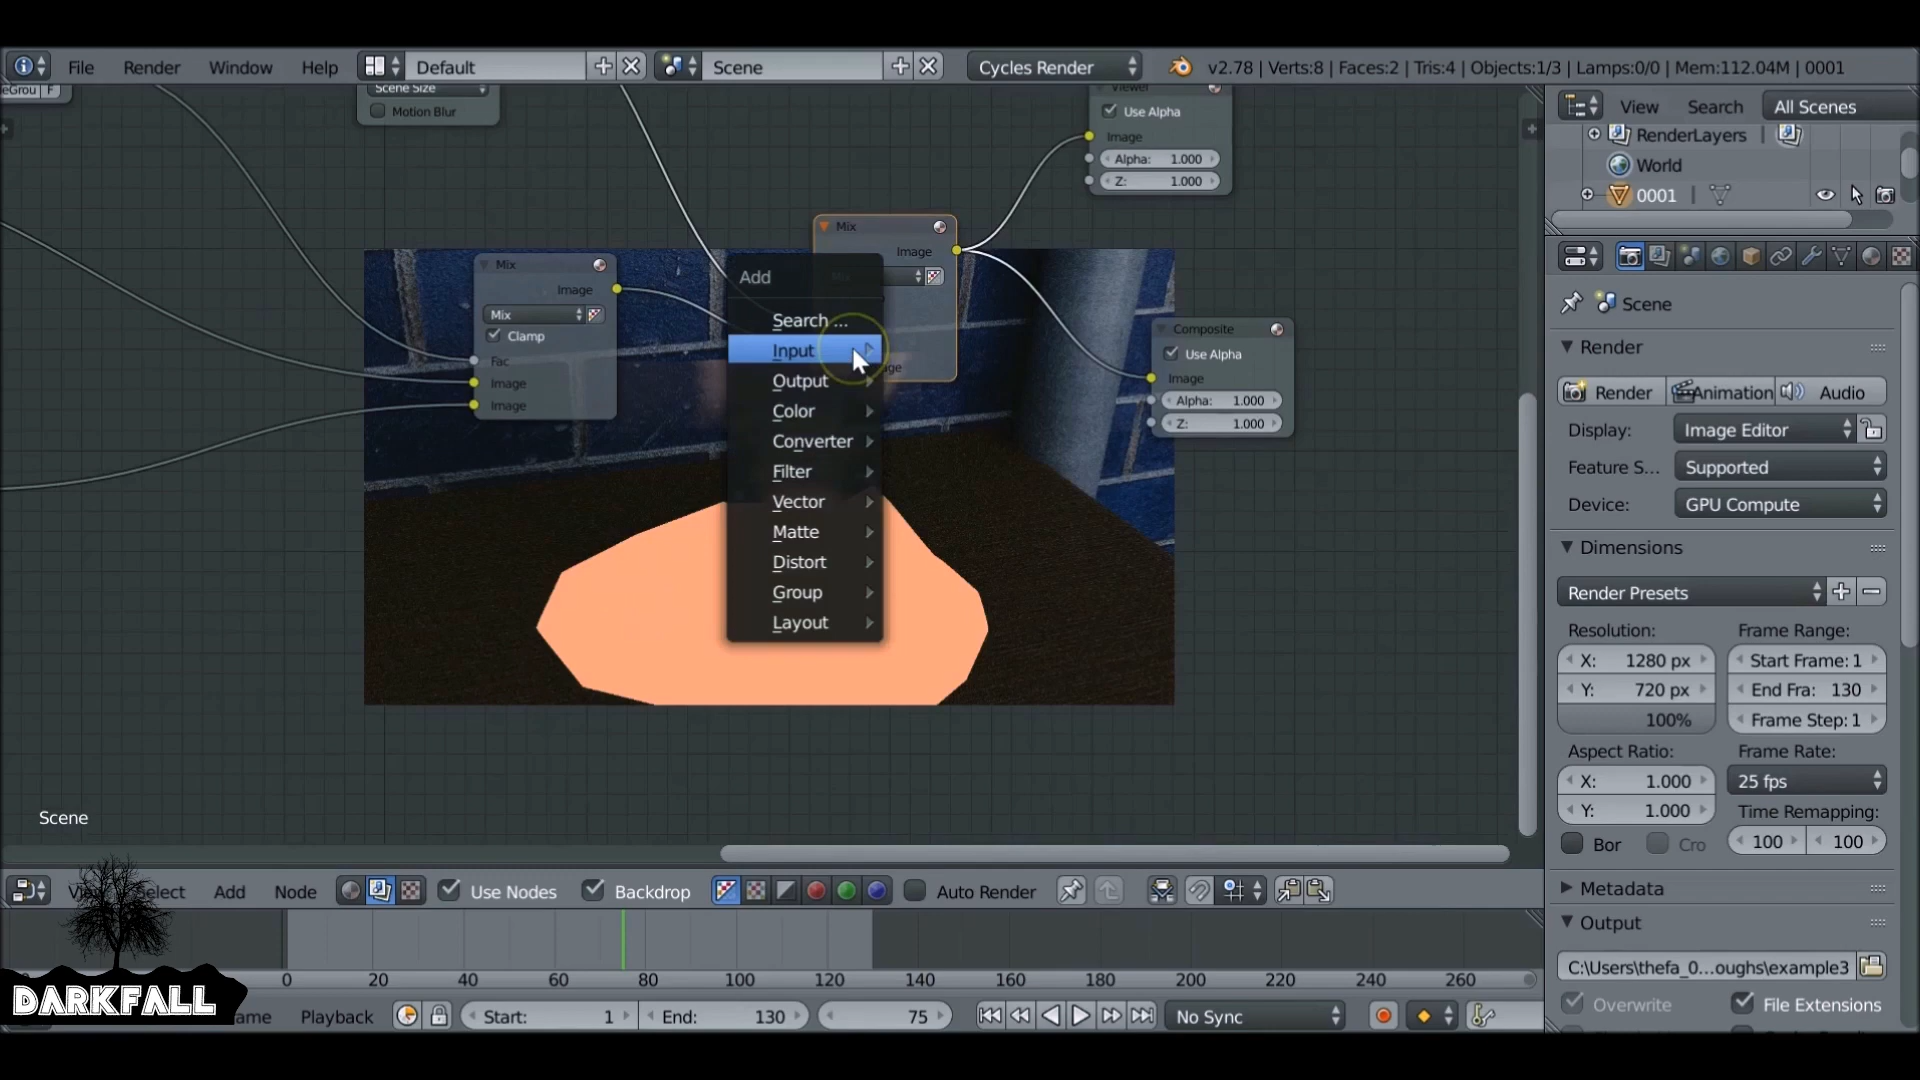 File Render Window Help Default Scene Cycles Render v2.78 | Verts:8 | Faces:2 | Tris:4 | Objects:1/3 | Lamps:0/0 | Mem:112.04M | 0001
eGrou F
Scene Size
Motion Blur
Viewer
Use Alpha
Image
Alpha: 1.000
Z: 1.000
Mix
Image
Mix
Clamp
Fac
Image
Image
Mix
Image
Mix
Add
Search ...
Input
Output
Color
Converter
Filter
Vector
Matte
Distort
Group
Layout
Composite
Use Alpha
Image
Alpha: 1.000
Z: 1.000
Scene
View Search All Scenes
RenderLayers
World
0001
Scene
Render
Render Animation Audio
Display: Image Editor
Feature S... Supported
Device: GPU Compute
Dimensions
Render Presets
Resolution: Frame Range:
X: 1280 px Start Frame: 1
Y: 720 px End Fra: 130
100% Frame Step: 1
Aspect Ratio: Frame Rate:
X: 1.000 25 fps
Y: 1.000 Time Remapping:
Bor Cro 100 100
Metadata
Output
C:\Users\thefa_0...oughs\example3
Overwrite File Extensions
Add Node Use Nodes Backdrop Auto Render
0 20 40 60 80 100 120 140 160 180 200 220 240 260
Playback Start: 1 End: 130 75 No Sync
DARKFALL